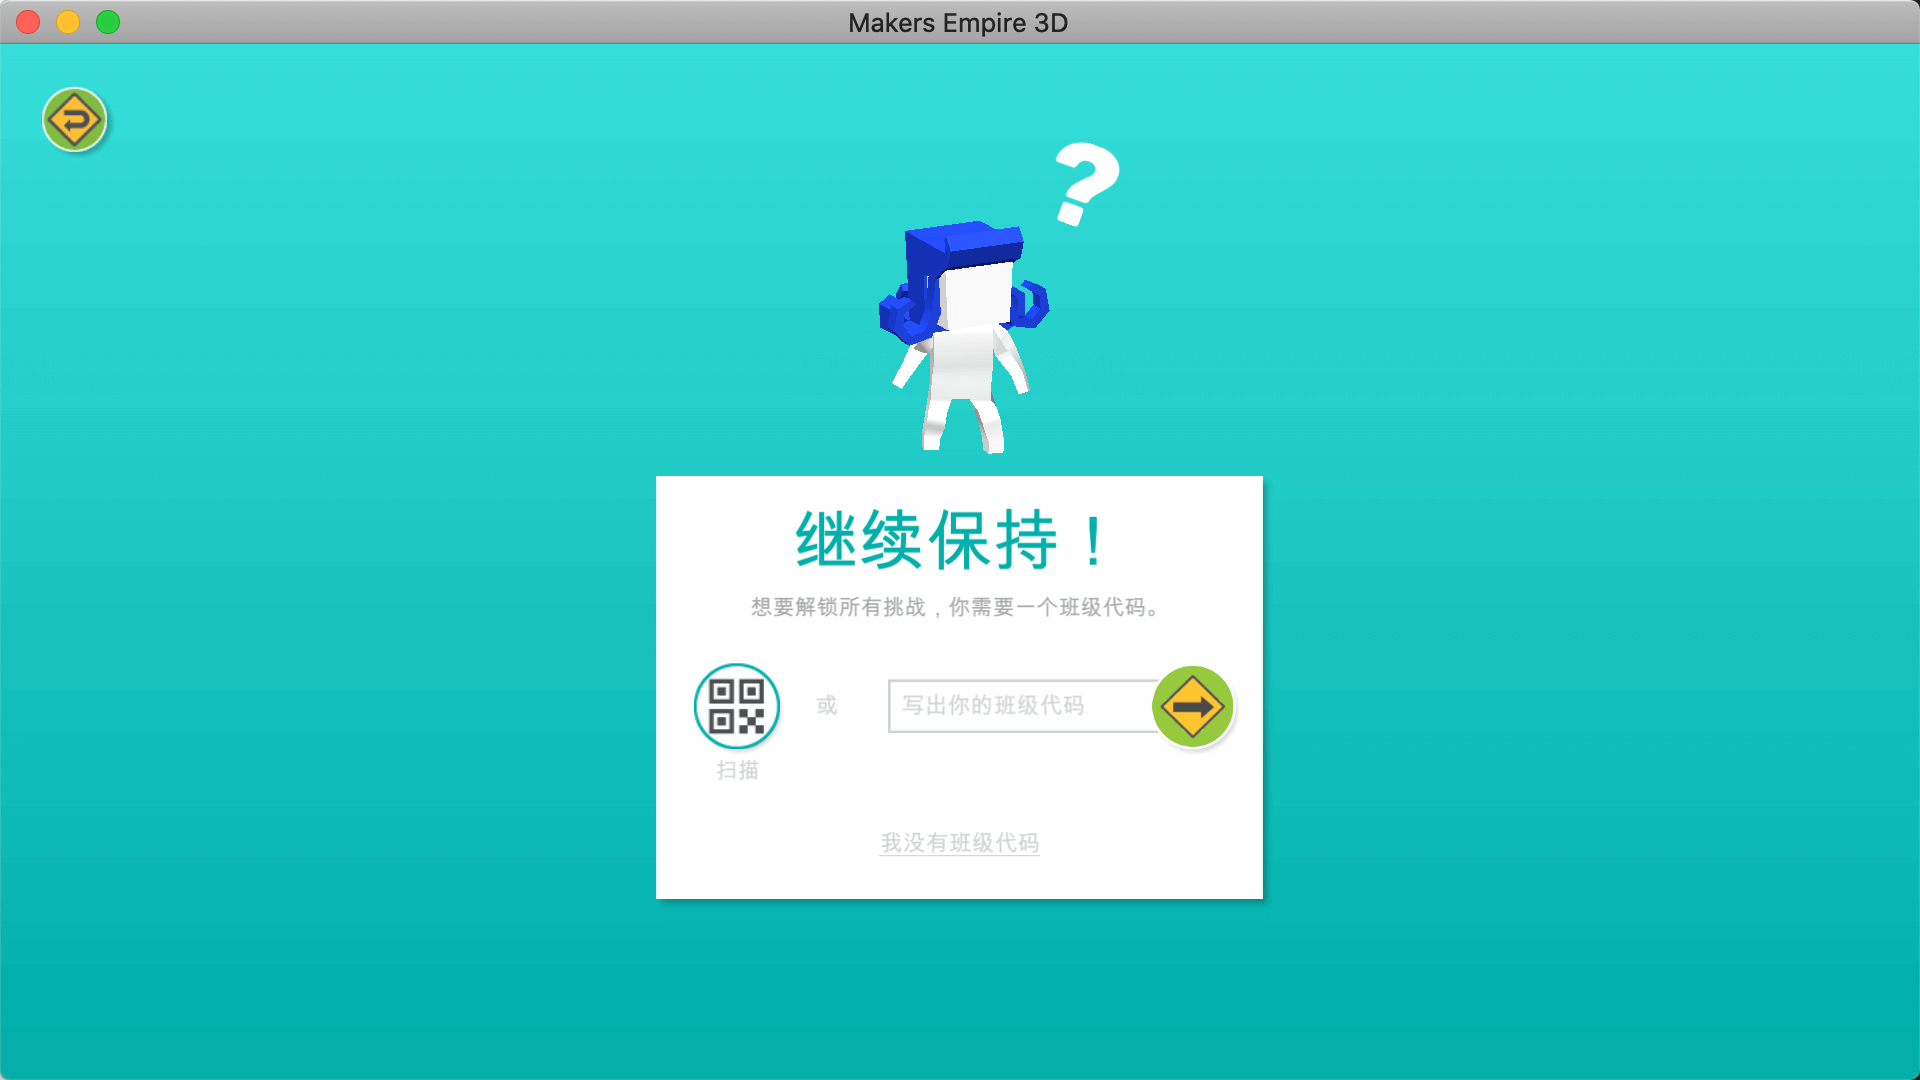 Makers Empire 3D
?
继续保持！
想要解锁所有挑战，你需要一个班级代码。
或
写出你的班级代码
扫描
我没有班级代码